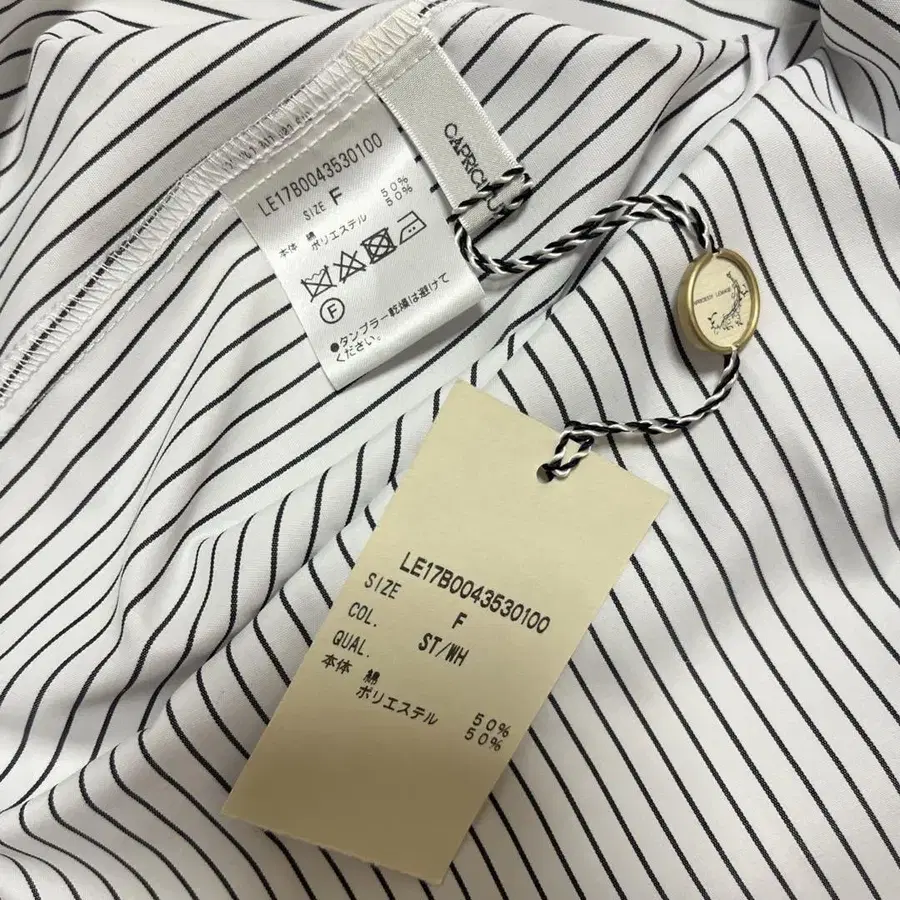 LE17B0043530100
SIZE F
本体 綿 50%
ポリエステル 50%
F
●タンブラー乾燥は避けて
ください。
LE17B0043530100
SIZE F
COL. ST/WH
QUAL.
本体 綿 50%
ポリエステル 50%